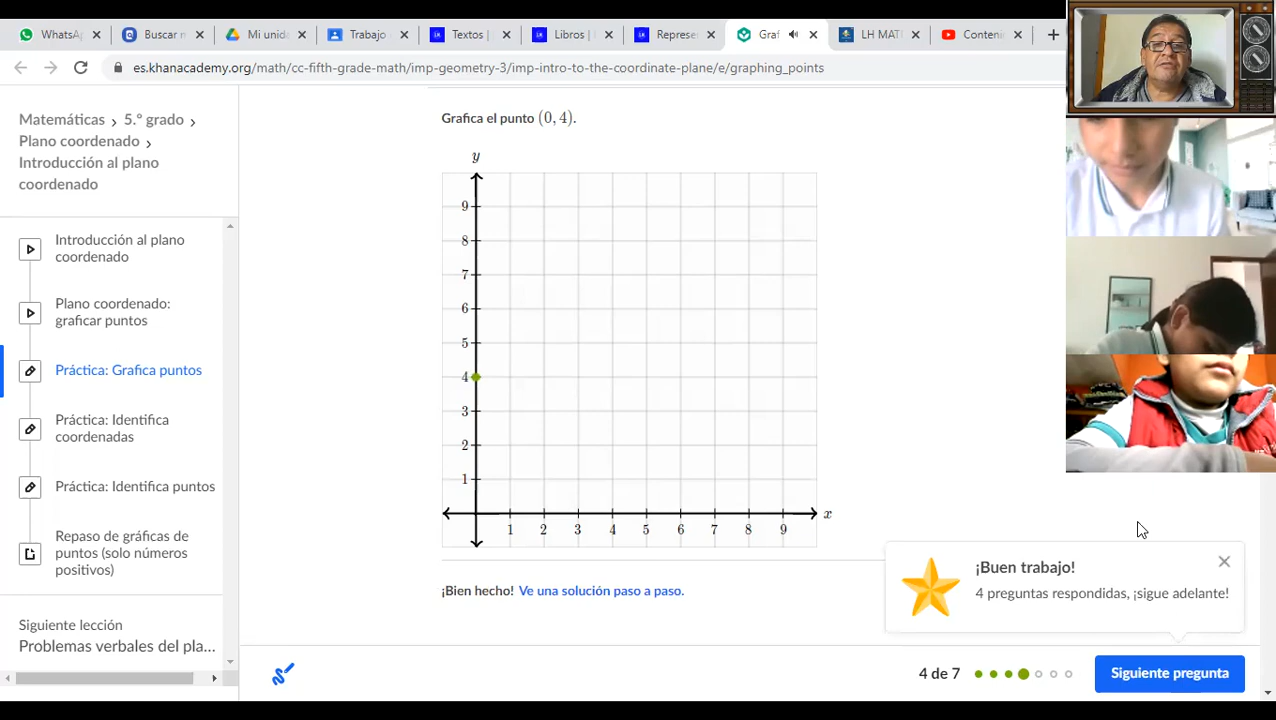 WhatsA
Buscar
Mi unid
Trabajo
Textos
Libros |
Represe
Graf
LH MAT
Conteni
es.khanacademy.org/math/cc-fifth-grade-math/imp-geometry-3/imp-intro-to-the-coordinate-plane/e/graphing_points
Matemáticas
5.º grado
Plano coordenado
Introducción al plano
coordenado
Introducción al plano
coordenado
Plano coordenado:
graficar puntos
Práctica: Grafica puntos
Práctica: Identifica
coordenadas
Práctica: Identifica puntos
Repaso de gráficas de
puntos (solo números
positivos)
Siguiente lección
Problemas verbales del pla...
Grafica el punto (0, 4).
y
9
8
7
6
5
4
3
2
1
1 2 3 4 5 6 7 8 9
x
¡Bien hecho! Ve una solución paso a paso.
¡Buen trabajo!
4 preguntas respondidas, ¡sigue adelante!
4 de 7
Siguiente pregunta